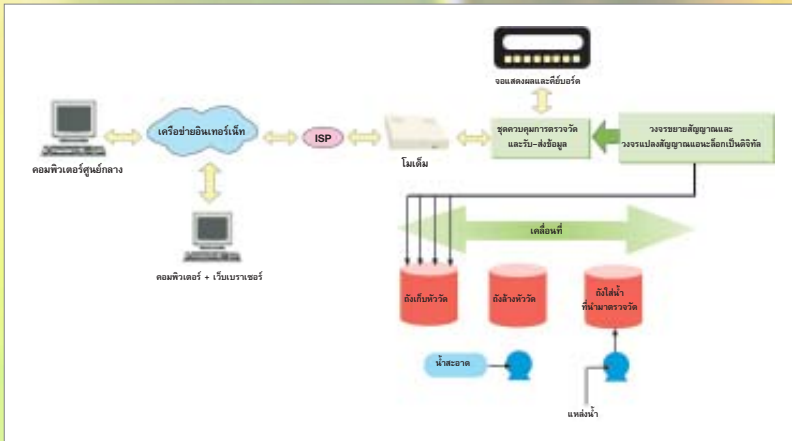 จอแสดงผลและคีย์บอร์ด
เครือข่ายอินเทอร์เน็ท
ISP
ชุดควบคุมการตรวจวัด
และรับ-ส่งข้อมูล
วงจรขยายสัญญาณและ
วงจรแปลงสัญญาณแอนะล็อกเป็นดิจิทัล
โมเด็ม
คอมพิวเตอร์ศูนย์กลาง
เคลื่อนที่
คอมพิวเตอร์ + เว็บเบราเซอร์
ถังเก็บหัววัด
ถังล้างหัววัด
ถังใส่น้ำ
ที่นำมาตรวจวัด
น้ำสะอาด
แหล่งน้ำ